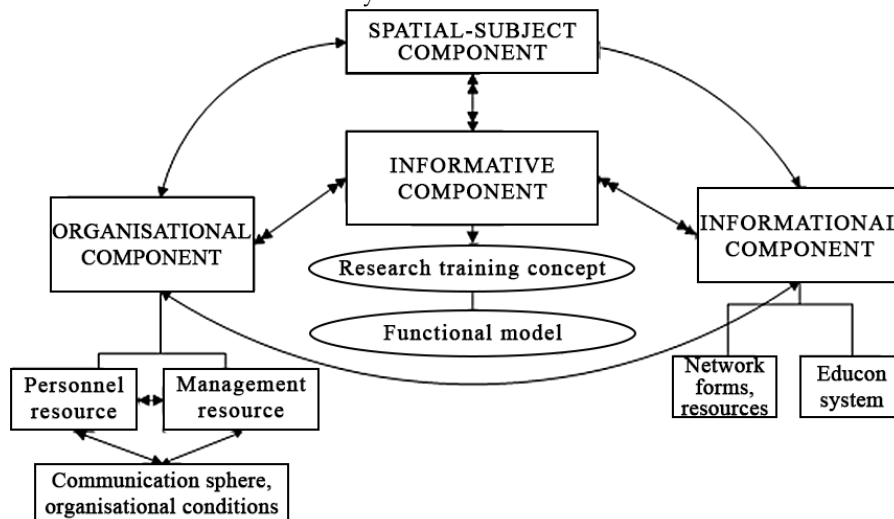 SPATIAL-SUBJECT
COMPONENT
INFORMATIVE
COMPONENT
ORGANISATIONAL
COMPONENT
INFORMATIONAL
COMPONENT
Research training concept
Functional model
Personnel
resource
Management
resource
Network
forms,
resources
Educon
system
Communication sphere,
organisational conditions